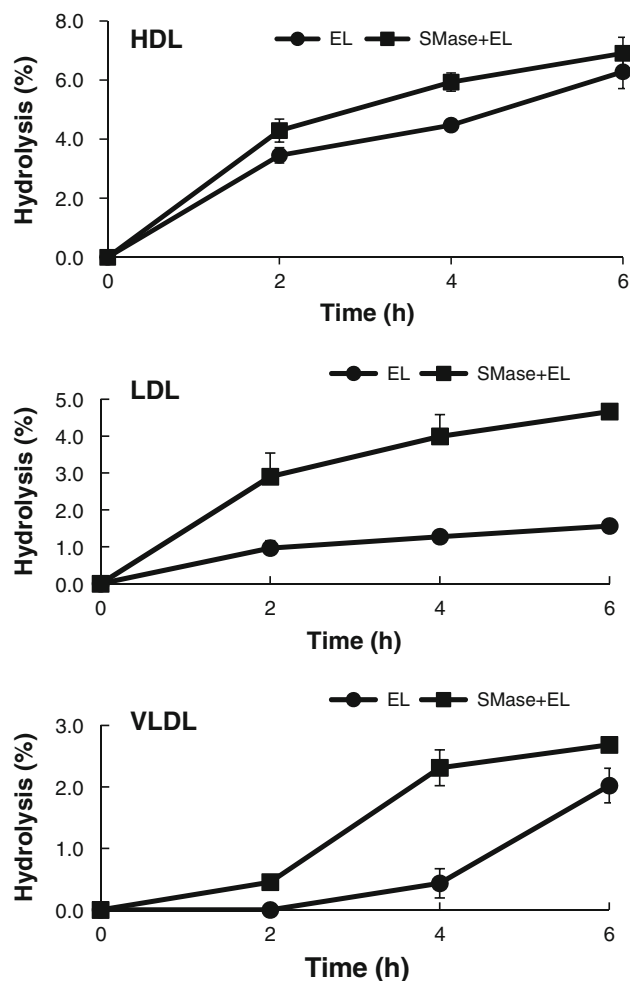 HDL
EL SMase+EL
Hydrolysis (%)
8.0
6.0
4.0
2.0
0.0
0 2 4 6
Time (h)
LDL
EL SMase+EL
Hydrolysis (%)
5.0
4.0
3.0
2.0
1.0
0.0
0 2 4 6
Time (h)
VLDL
EL SMase+EL
Hydrolysis (%)
3.0
2.0
1.0
0.0
0 2 4 6
Time (h)